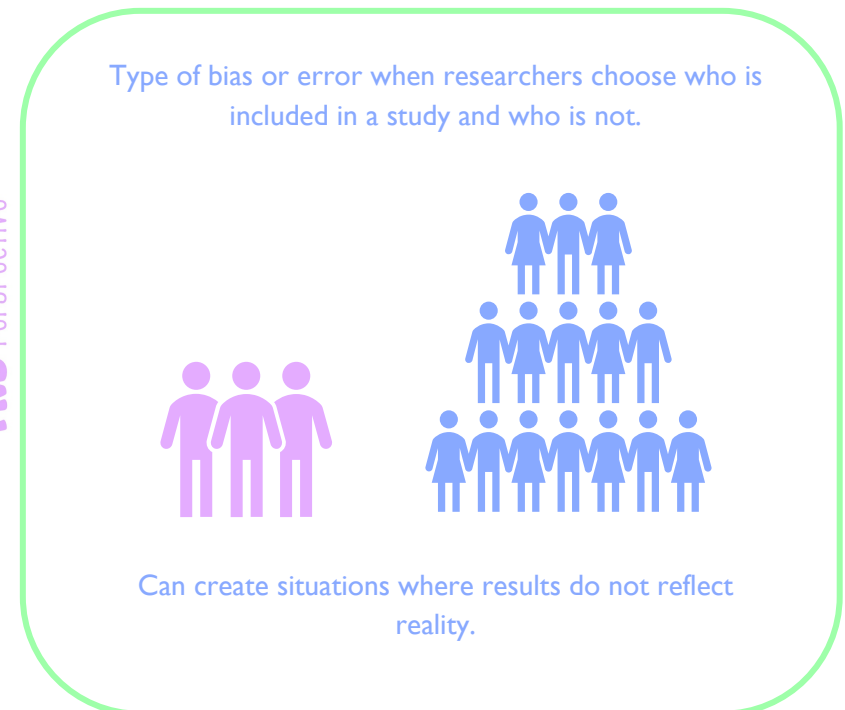 Type of bias or error when researchers choose who is
included in a study and who is not.
Can create situations where results do not reflect
reality.